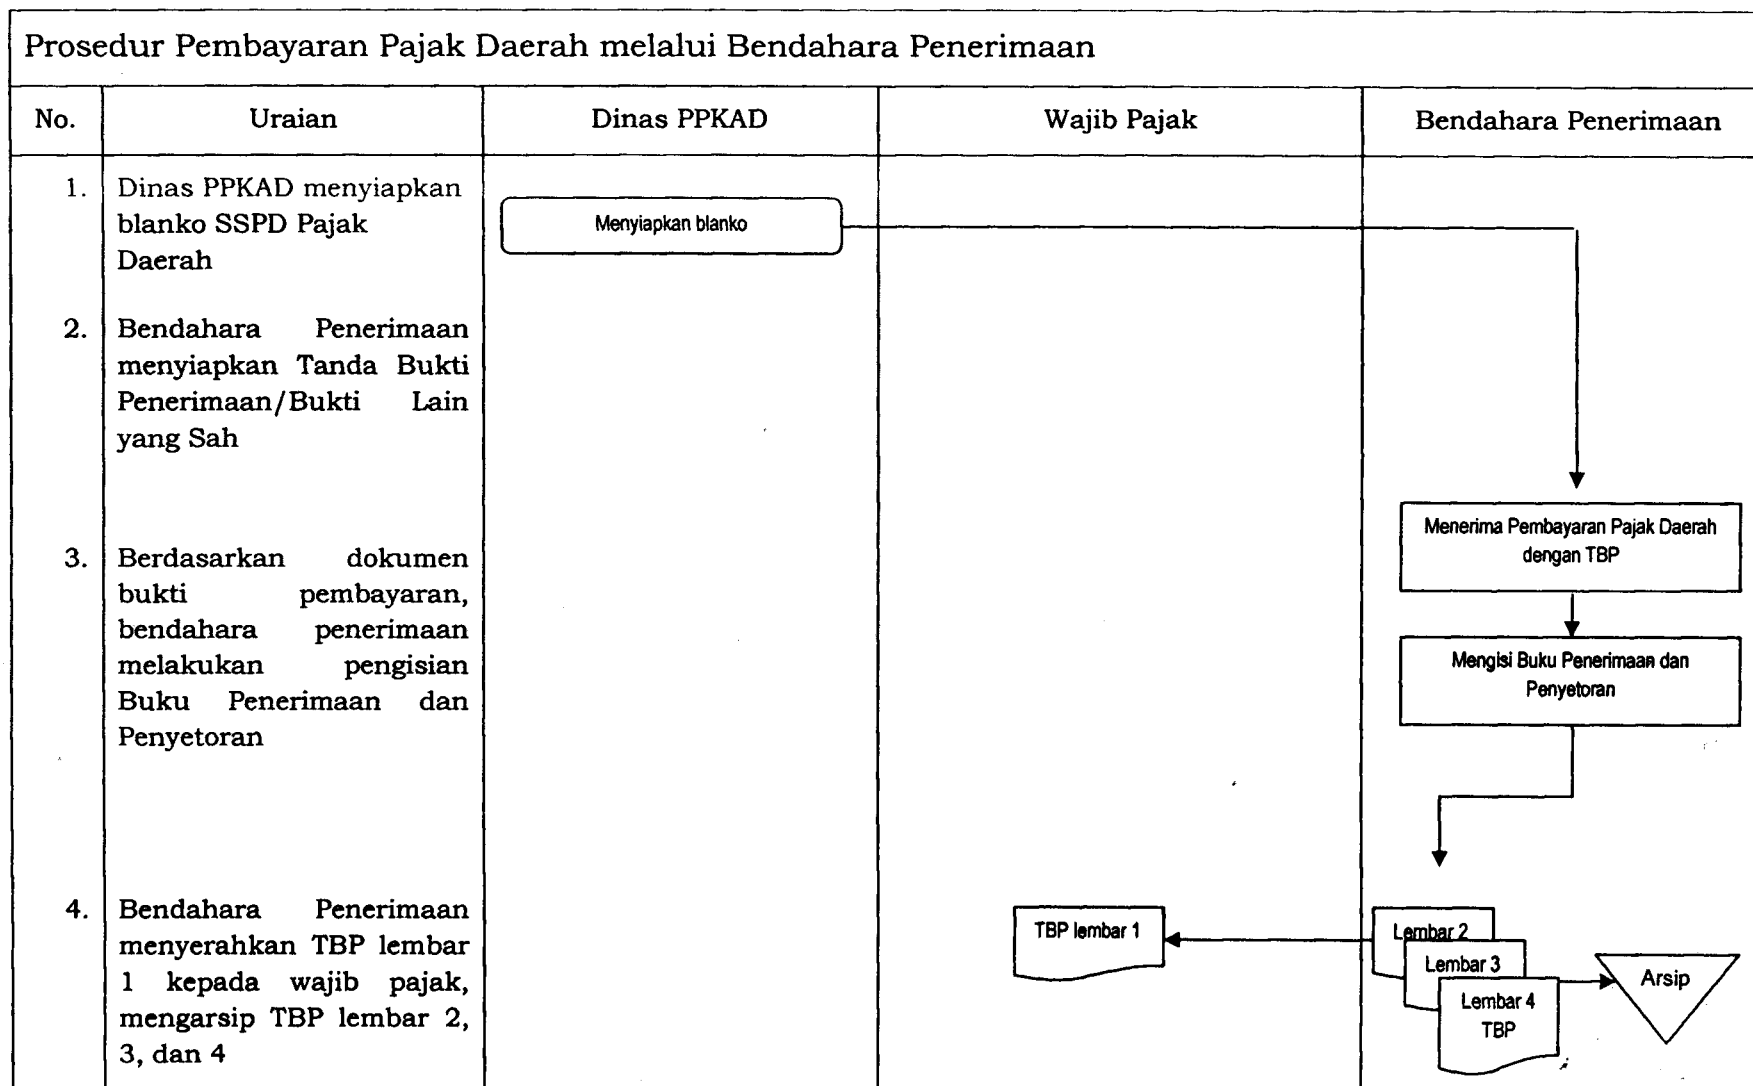 Prosedur Pembayaran Pajak Daerah melalui Bendahara Penerimaan
No.
Uraian
Dinas PPKAD
Wajib Pajak
Bendahara Penerimaan
1.
Dinas PPKAD menyiapkan
blanko SSPD Pajak
Daerah
Menyiapkan blanko
2.
Bendahara Penerimaan
menyiapkan Tanda Bukti
Penerimaan/Bukti Lain
yang Sah
Menerima Pembayaran Pajak Daerah
dengan TBP
3.
Berdasarkan dokumen
bukti pembayaran,
bendahara penerimaan
melakukan pengisian
Buku Penerimaan dan
Penyetoran
Mengisi Buku Penerimaan dan
Penyetoran
4.
Bendahara Penerimaan
menyerahkan TBP lembar
1 kepada wajib pajak,
mengarsip TBP lembar 2,
3, dan 4
TBP lembar 1
Lembar 2
Lembar 3
Lembar 4
TBP
Arsip